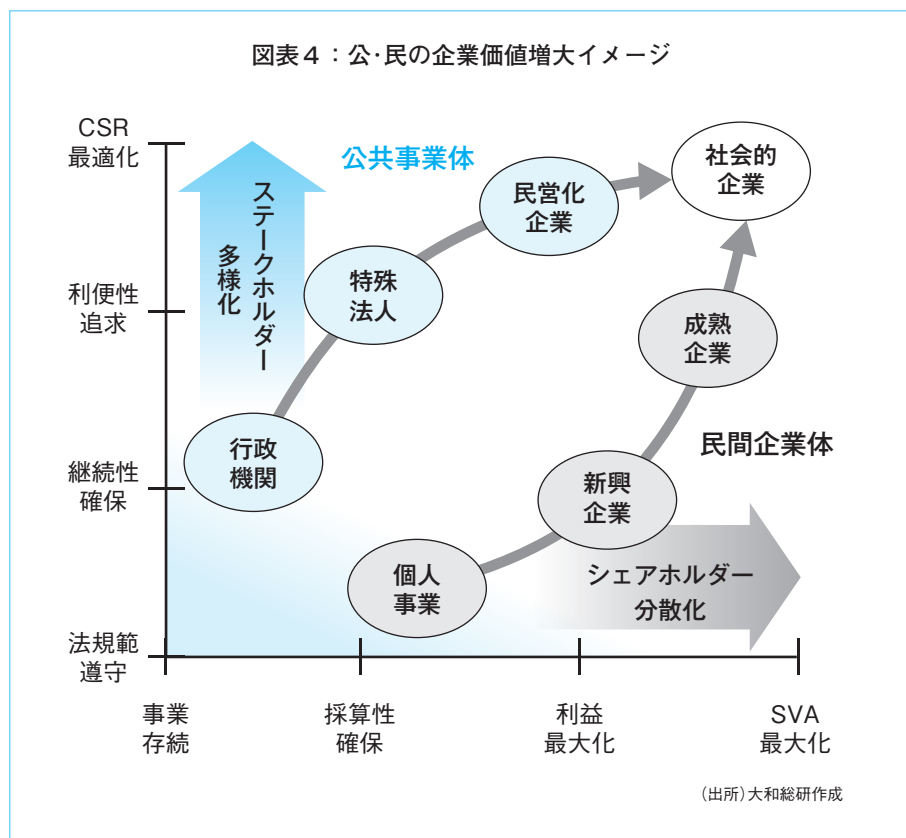 図表4：公・民の企業価値増大イメージ
CSR
最適化
利便性
追求
継続性
確保
法規範
遵守
ステークホルダー
多様化
公共事業体
行政
機関
特殊
法人
民営化
企業
社会的
企業
成熟
企業
民間企業体
新興
企業
個人
事業
シェアホルダー
分散化
事業
存続
採算性
確保
利益
最大化
SVA
最大化
（出所）大和総研作成